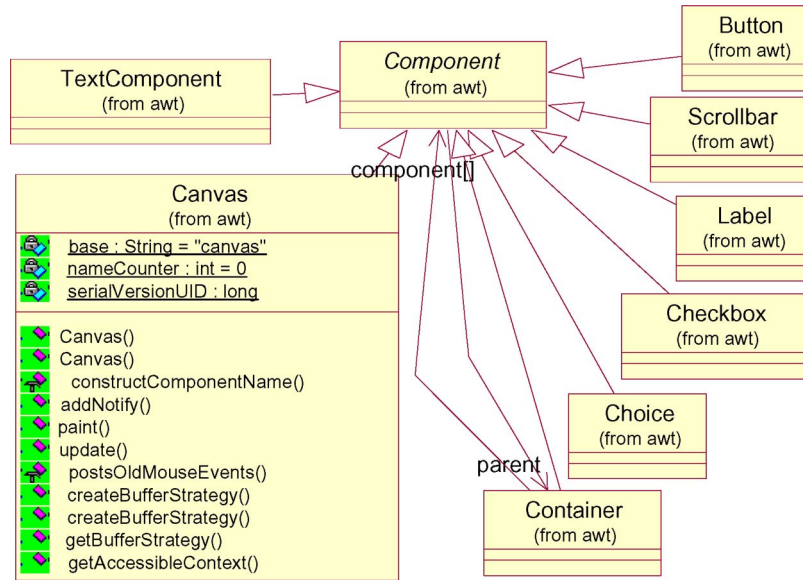 Button
(from awt)
Component
(from awt)
TextComponent
(from awt)
Scrollbar
(from awt)
component[]
Canvas
(from awt)
Label
(from awt)
base : String = "canvas"
nameCounter : int = 0
serialVersionUID : long
Checkbox
(from awt)
Canvas()
Canvas()
constructComponentName()
addNotify()
paint()
update()
postsOldMouseEvents()
createBufferStrategy()
createBufferStrategy()
getBufferStrategy()
getAccessibleContext()
Choice
(from awt)
parent
Container
(from awt)